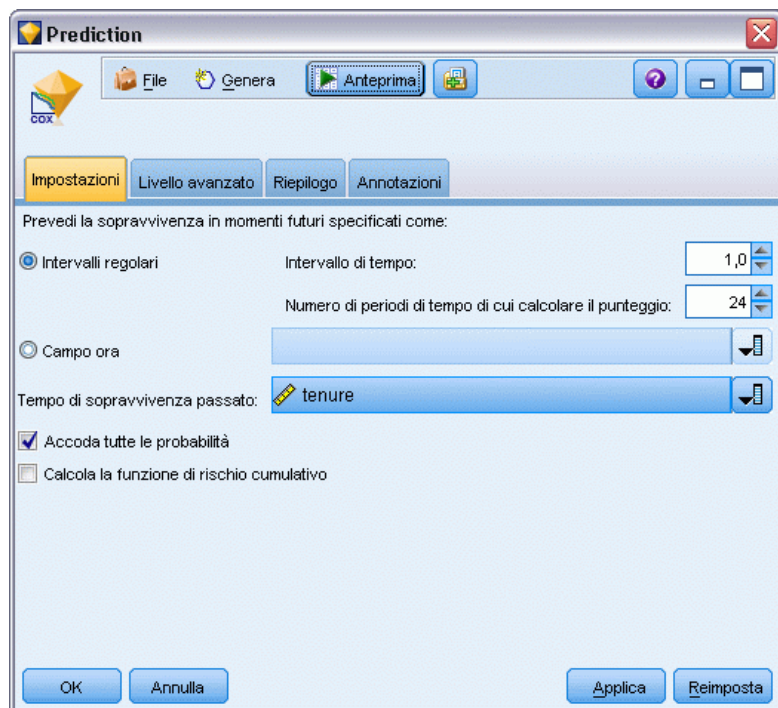 Prediction
File Genera Anteprima
COX
Impostazioni Livello avanzato Riepilogo Annotazioni
Prevedi la sopravvivenza in momenti futuri specificati come:
Intervalli regolari Intervallo di tempo: 1,0
Numero di periodi di tempo di cui calcolare il punteggio: 24
Campo ora
Tempo di sopravvivenza passato: tenure
Accoda tutte le probabilità
Calcola la funzione di rischio cumulativo
OK Annulla Applica Reimposta